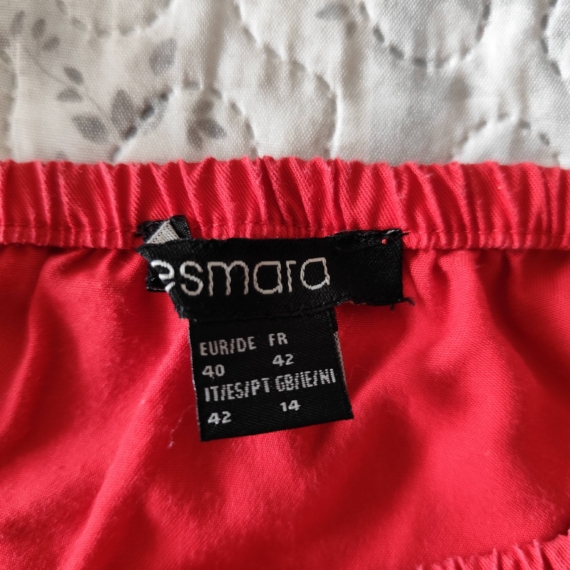 esmara
EUR/DE FR
40 42
IT/ES/PT GB/IE/NI
42 14